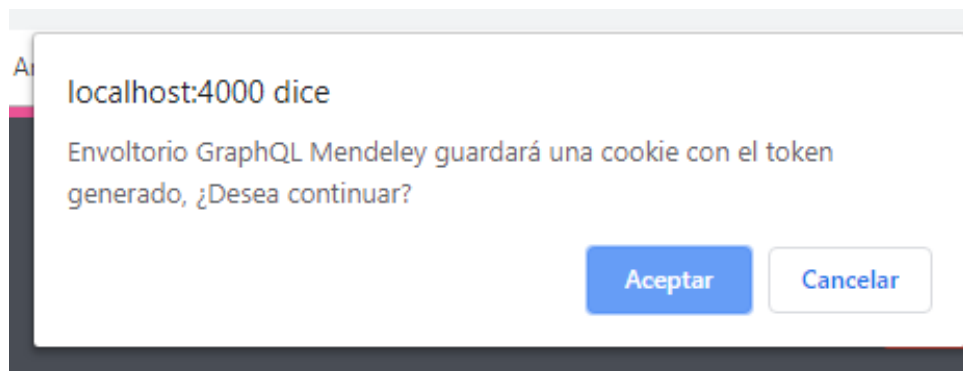 localhost:4000 dice
Envoltorio GraphQL Mendeley guardará una cookie con el token
generado, ¿Desea continuar?
Aceptar Cancelar